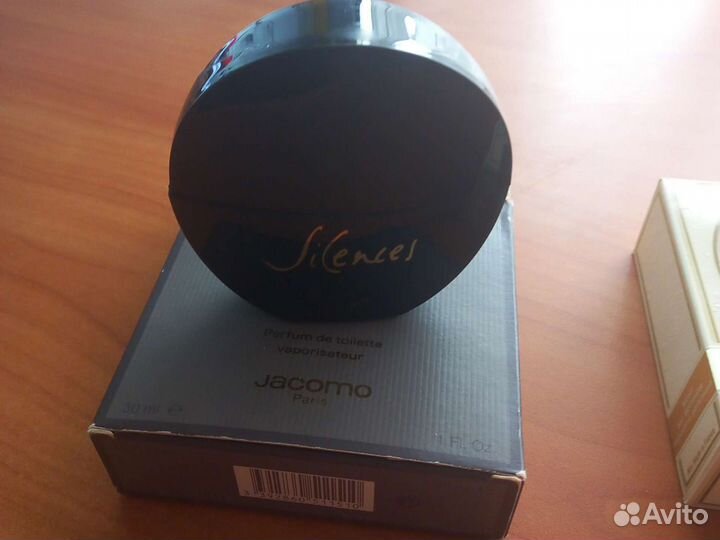 Silences
Parfum de toilette
vaporisateur
Jacomo
Paris
30 ml e
1 FL.Oz
Avito